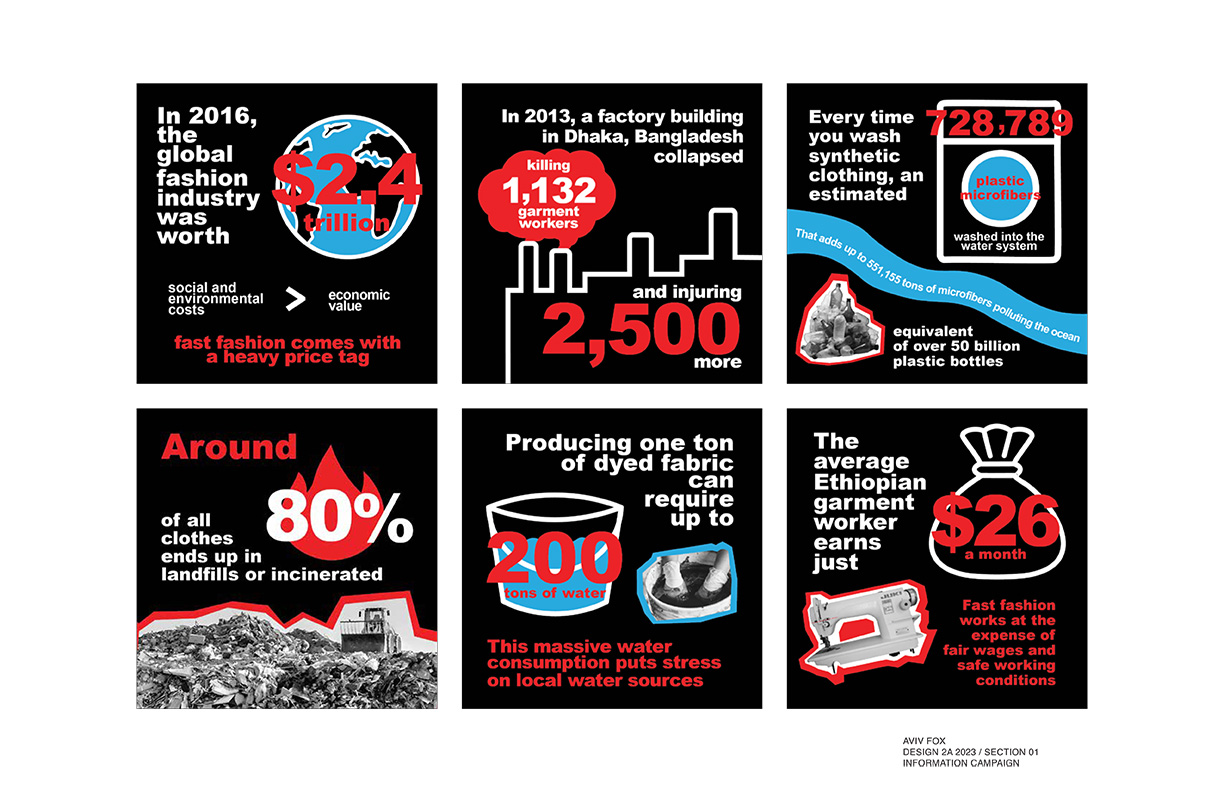 In 2016,
the
global
fashion
industry
was
worth
$2.4
trillion
social and
environmental
costs
>
economic
value
fast fashion comes with
a heavy price tag
In 2013, a factory building
in Dhaka, Bangladesh
collapsed
killing
1,132
garment
workers
and injuring
2,500
more
Every time
you wash
synthetic
clothing, an
estimated
728,789
plastic
microfibers
washed into the
water system
That adds up to 551,155 tons of microfibers polluting the ocean
equivalent
of over 50 billion
plastic bottles
Around
80%
of all
clothes
ends up in
landfills or incinerated
Producing one ton
of dyed fabric
can
require
up to
200
tons of water
This massive water
consumption puts stress
on local water sources
The
average
Ethiopian
garment
worker
earns
just
$26
a month
JUKI
Fast fashion
works at the
expense of
fair wages and
safe working
conditions
AVIV FOX
DESIGN 2A 2023 / SECTION 01
INFORMATION CAMPAIGN